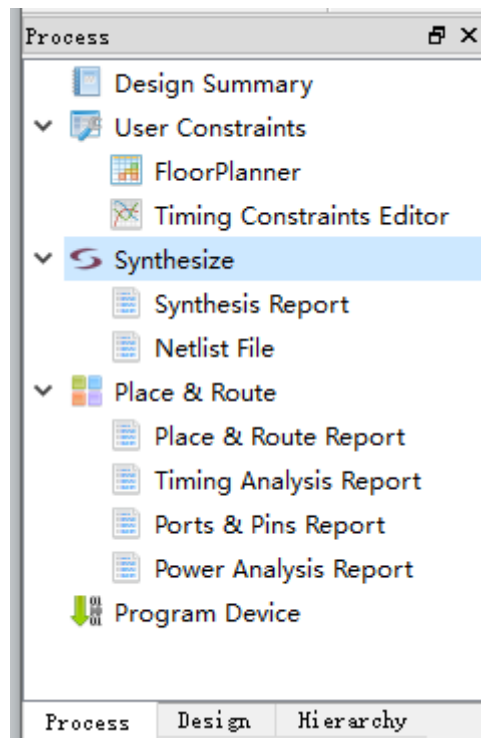 Process
Design Summary
User Constraints
FloorPlanner
Timing Constraints Editor
Synthesize
Synthesis Report
Netlist File
Place & Route
Place & Route Report
Timing Analysis Report
Ports & Pins Report
Power Analysis Report
Program Device
Process Design Hierarchy